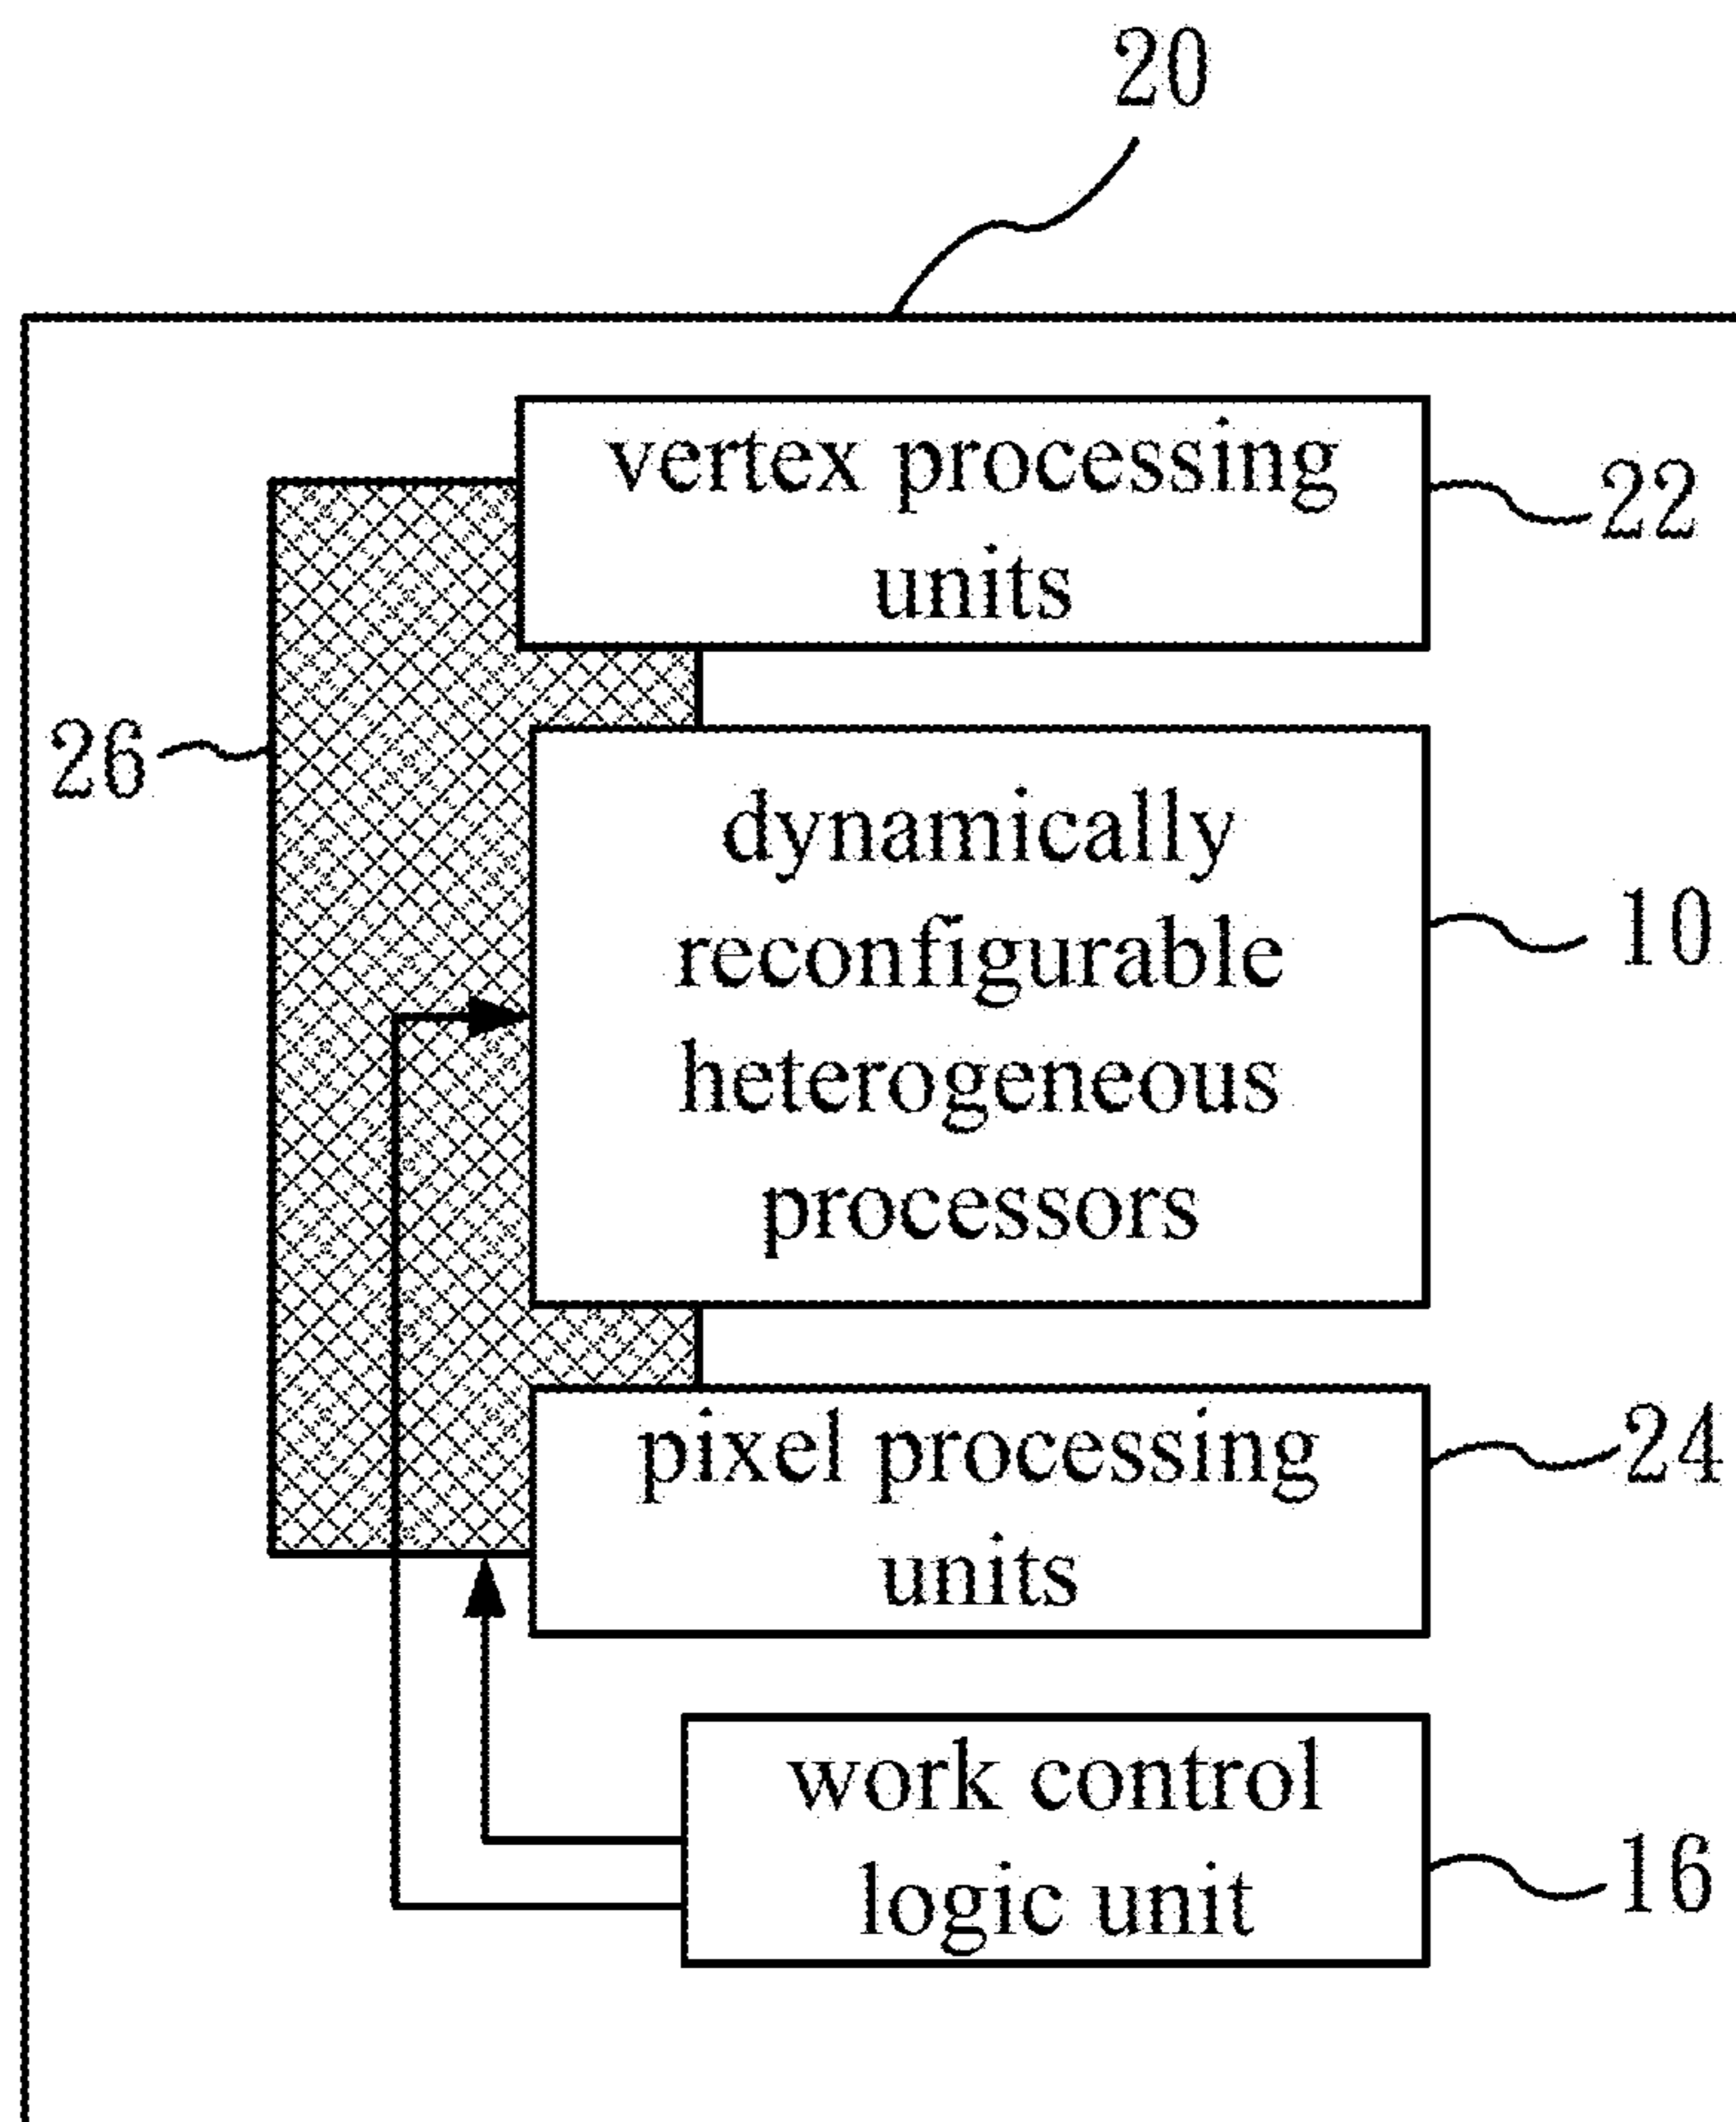 20
vertex processing
units
22
26
dynamically
reconfigurable
heterogeneous
processors
10
pixel processing
units
24
work control
logic unit
16